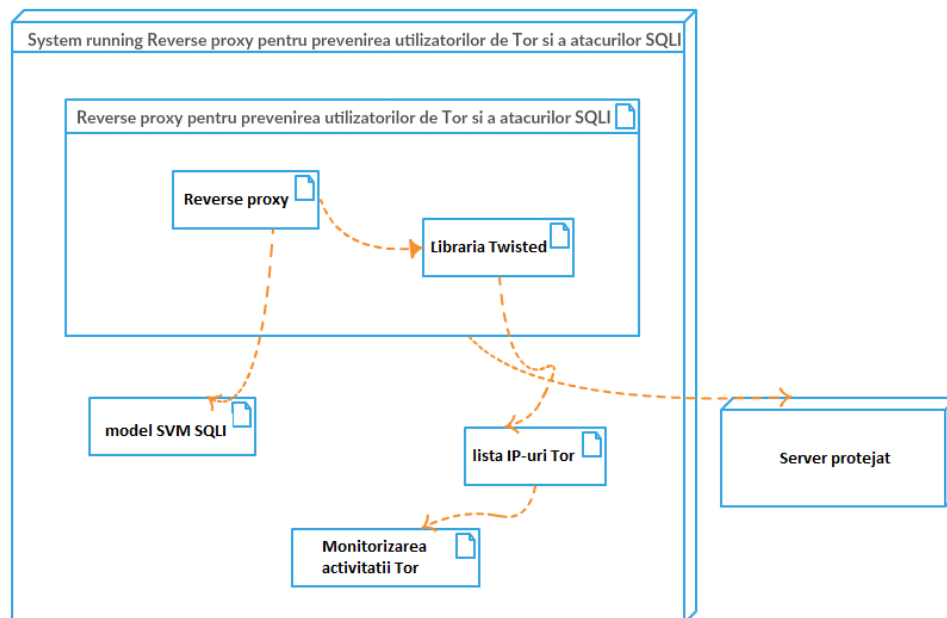 System running Reverse proxy pentru prevenirea utilizatorilor de Tor si a atacurilor SQLI
Reverse proxy pentru prevenirea utilizatorilor de Tor si a atacurilor SQLI
Reverse proxy
Libraria Twisted
model SVM SQLI
lista IP-uri Tor
Server protejat
Monitorizarea
activitatii Tor